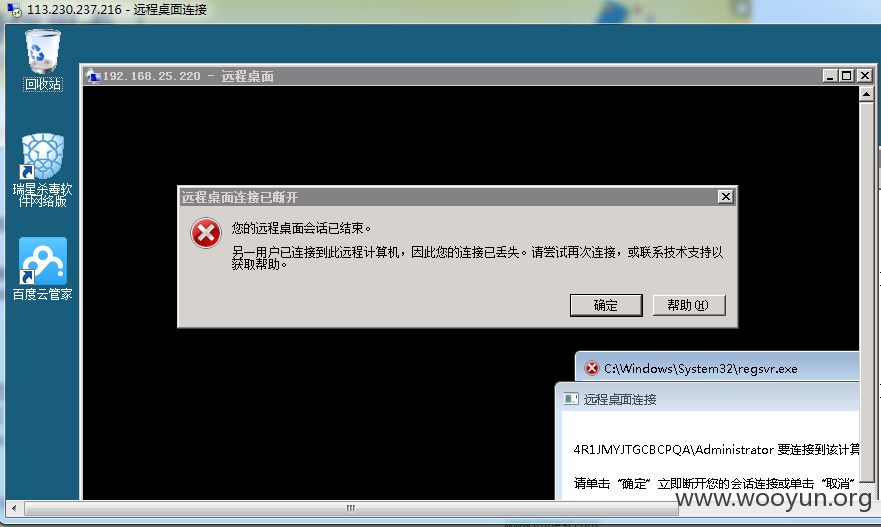 113.230.237.216 - 远程桌面连接
回收站
192.168.25.220 - 远程桌面
瑞星杀毒软
件网络版
百度云管家
远程桌面连接已断开
您的远程桌面会话已结束。
另一用户已连接到此远程计算机，因此您的连接已丢失。请尝试再次连接，或联系技术支持以
获取帮助。
确定
帮助(H)
C:\Windows\System32\regsvr.exe
远程桌面连接
4R1JMYJTGCBCPQA\Administrator 要连接到该计算
请单击“确定”立即断开您的会话连接或单击“取消”
www.wooyun.org